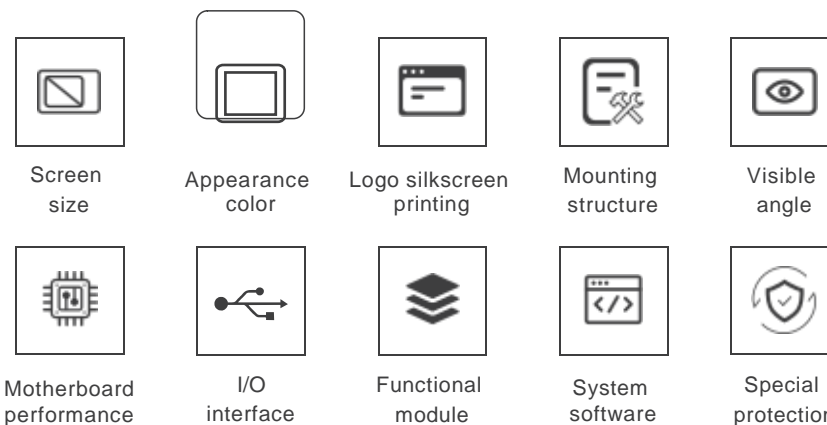 Screen
size
Appearance
color
Logo silkscreen
printing
Mounting
structure
Visible
angle
Motherboard
performance
I/O
interface
Functional
module
System
software
Special
protection